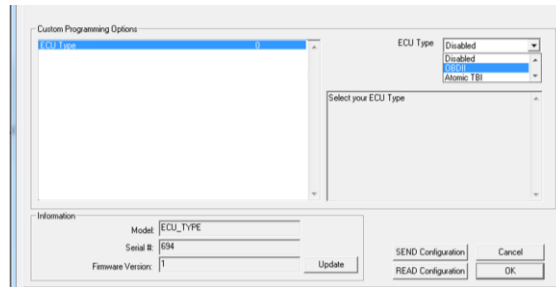 Custom Programming Options
ECU Type 0
ECU Type Disabled
Disabled
OBDII
Atomic TBI
Select your ECU Type
Information
Model: ECU_TYPE
Serial #: 694
Firmware Version: 1
Update
SEND Configuration Cancel
READ Configuration OK